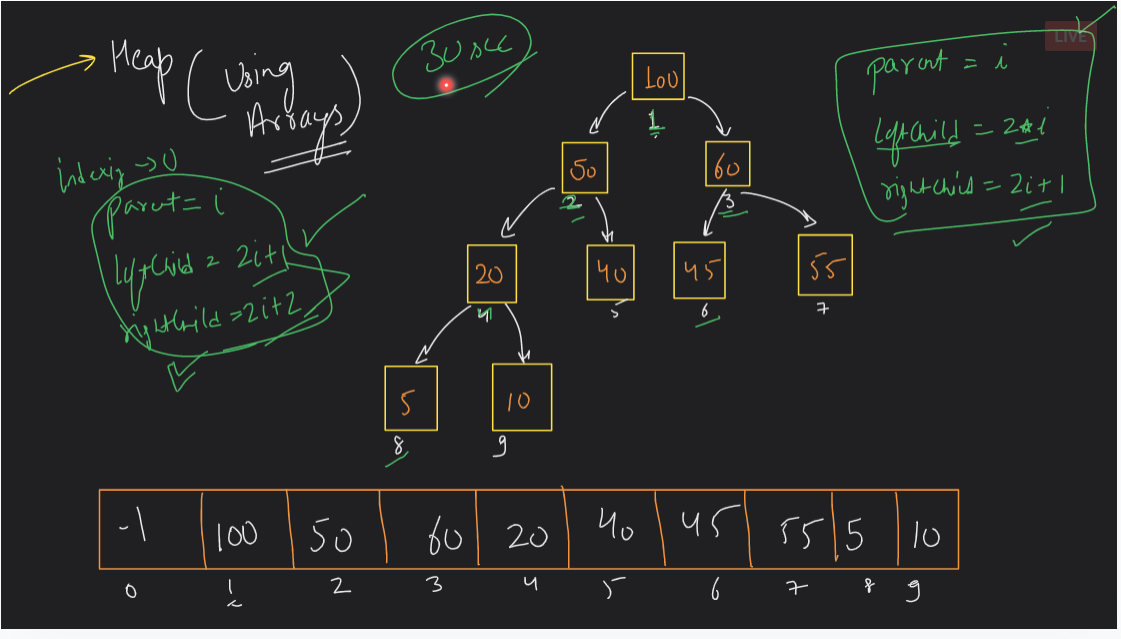 Heap (Using Arrays)
30 sec
LIVE
parent = i
leftChild = 2*i
rightChild = 2i+1
indexig → 0
parent = i
leftChild = 2i+1
rightChild = 2i+2
100
1
50
60
2
3
20
40
45
55
4
5
6
7
5
10
8
9
-1 100 50 60 20 40 45 55 5 10
0 1 2 3 4 5 6 7 8 9